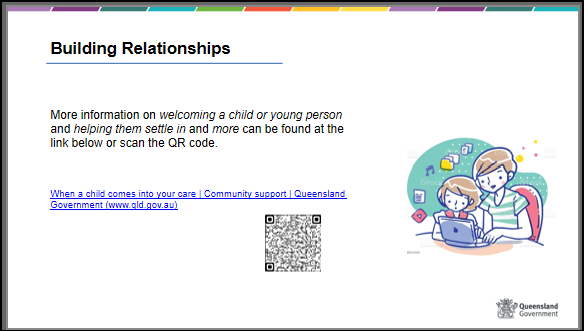 Building Relationships
More information on welcoming a child or young person
and helping them settle in and more can be found at the
link below or scan the QR code.
When a child comes into your care | Community support | Queensland
Government (www.qld.gov.au)
Queensland
Government